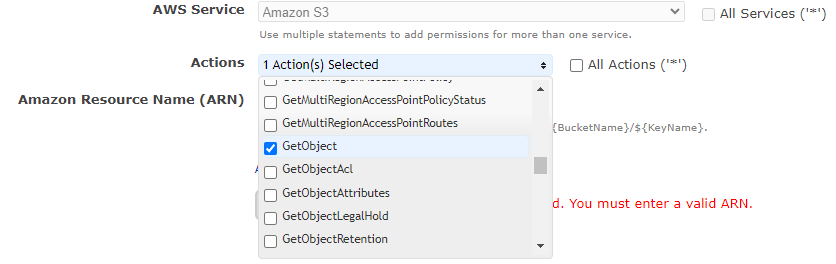 AWS Service Amazon S3 All Services ('*')
Use multiple statements to add permissions for more than one service.
Actions 1 Action(s) Selected All Actions ('*')
GetMultiRegionAccessPointPolicyStatus
Amazon Resource Name (ARN)
GetMultiRegionAccessPointRoutes {BucketName}/${KeyName}.
GetObject
GetObjectAcl
GetObjectAttributes
GetObjectLegalHold d. You must enter a valid ARN.
GetObjectRetention